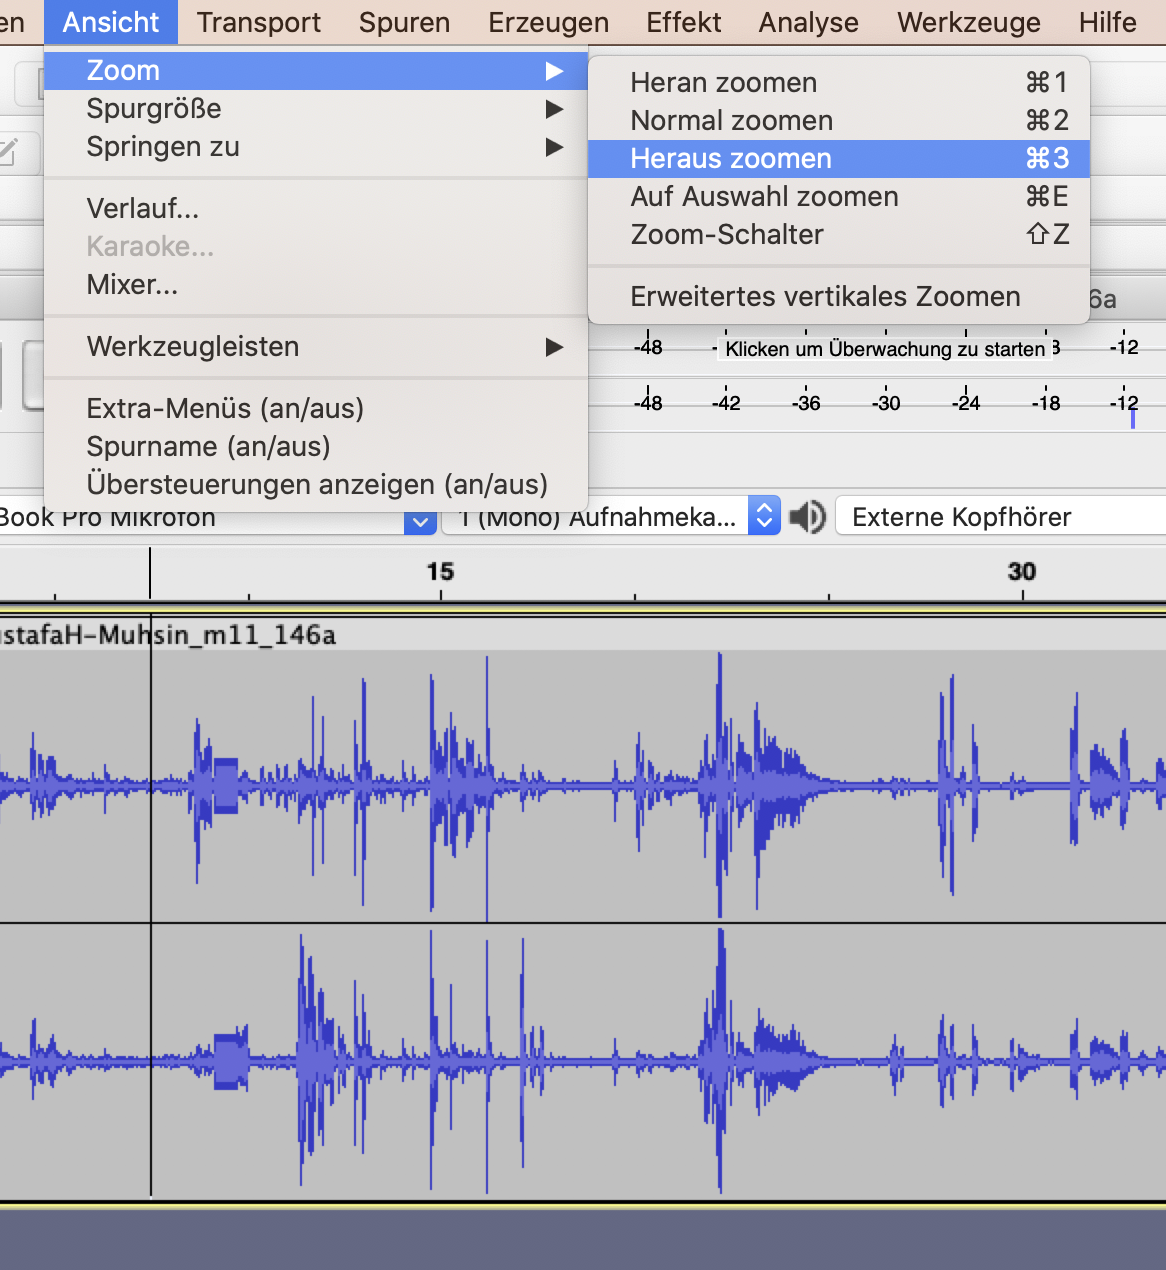 en Ansicht Transport Spuren Erzeugen Effekt Analyse Werkzeuge Hilfe
Zoom
Spurgröße
Springen zu
Verlauf...
Karaoke...
Mixer...
Werkzeugleisten
Extra-Menüs (an/aus)
Spurname (an/aus)
Übersteuerungen anzeigen (an/aus)
Heran zoomen ⌘1
Normal zoomen ⌘2
Heraus zoomen ⌘3
Auf Auswahl zoomen ⌘E
Zoom-Schalter ⇧Z
Erweitertes vertikales Zoomen
6a
-48 - Klicken um Überwachung zu starten 8 -12
-48 -42 -36 -30 -24 -18 -12
Book Pro Mikrofon 1 (Mono) Aufnahmeka... Externe Kopfhörer
15 30
stafaH-Muhsin_m11_146a